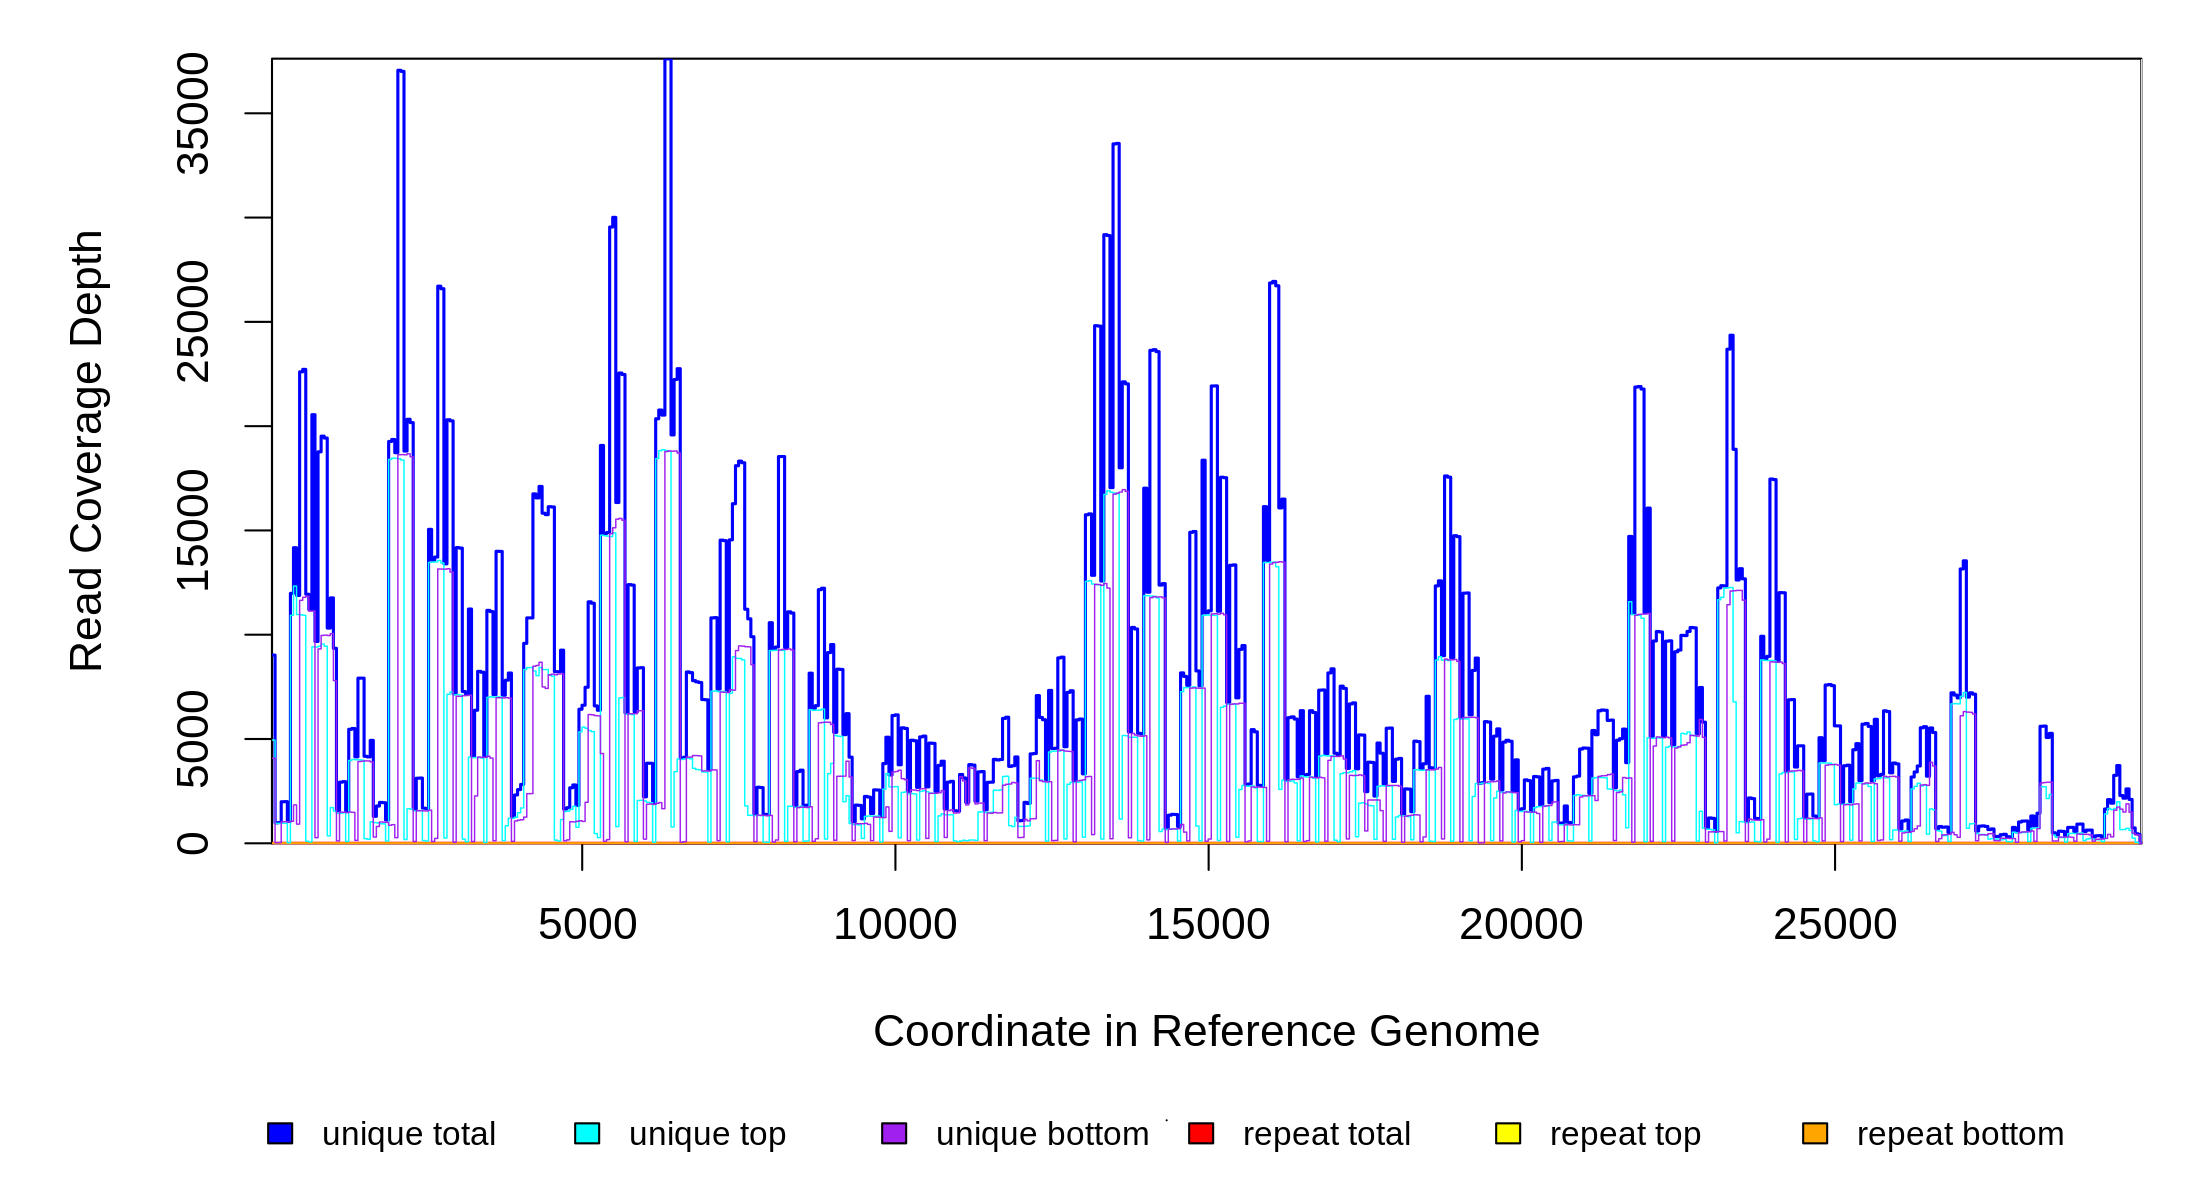 Read Coverage Depth
35000
25000
15000
5000
0
5000 10000 15000 20000 25000
Coordinate in Reference Genome
unique total unique top unique bottom repeat total repeat top repeat bottom